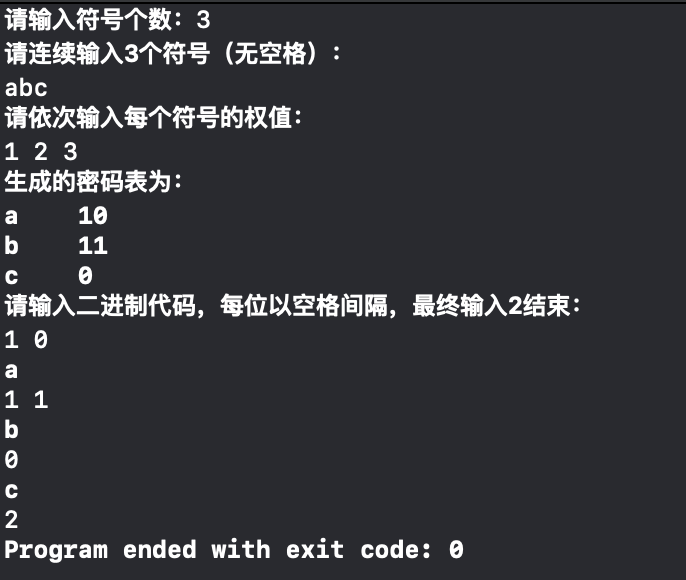 请输入符号个数：3
请连续输入3个符号（无空格）：
abc
请依次输入每个符号的权值：
1 2 3
生成的密码表为：
a    10
b    11
c    0
请输入二进制代码，每位以空格间隔，最终输入2结束：
1 0
a
1 1
b
0
c
2
Program ended with exit code: 0